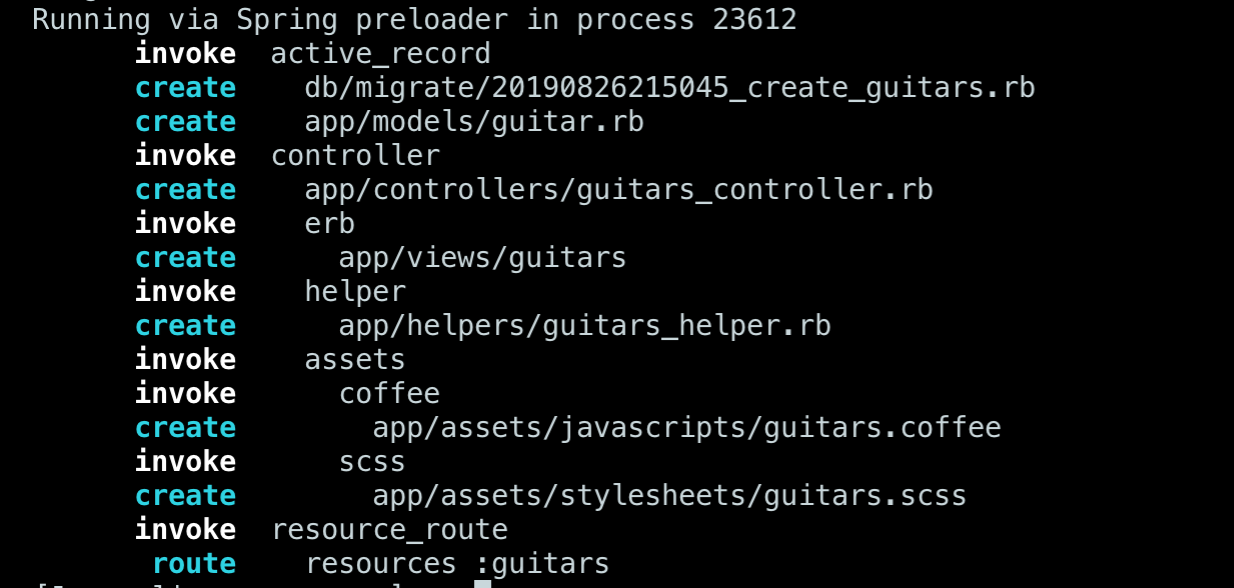 Running via Spring preloader in process 23612
      invoke  active_record
      create    db/migrate/20190826215045_create_guitars.rb
      create    app/models/guitar.rb
      invoke  controller
      create    app/controllers/guitars_controller.rb
      invoke    erb
      create      app/views/guitars
      invoke    helper
      create      app/helpers/guitars_helper.rb
      invoke    assets
      invoke      coffee
      create        app/assets/javascripts/guitars.coffee
      invoke      scss
      create        app/assets/stylesheets/guitars.scss
      invoke  resource_route
       route    resources :guitars